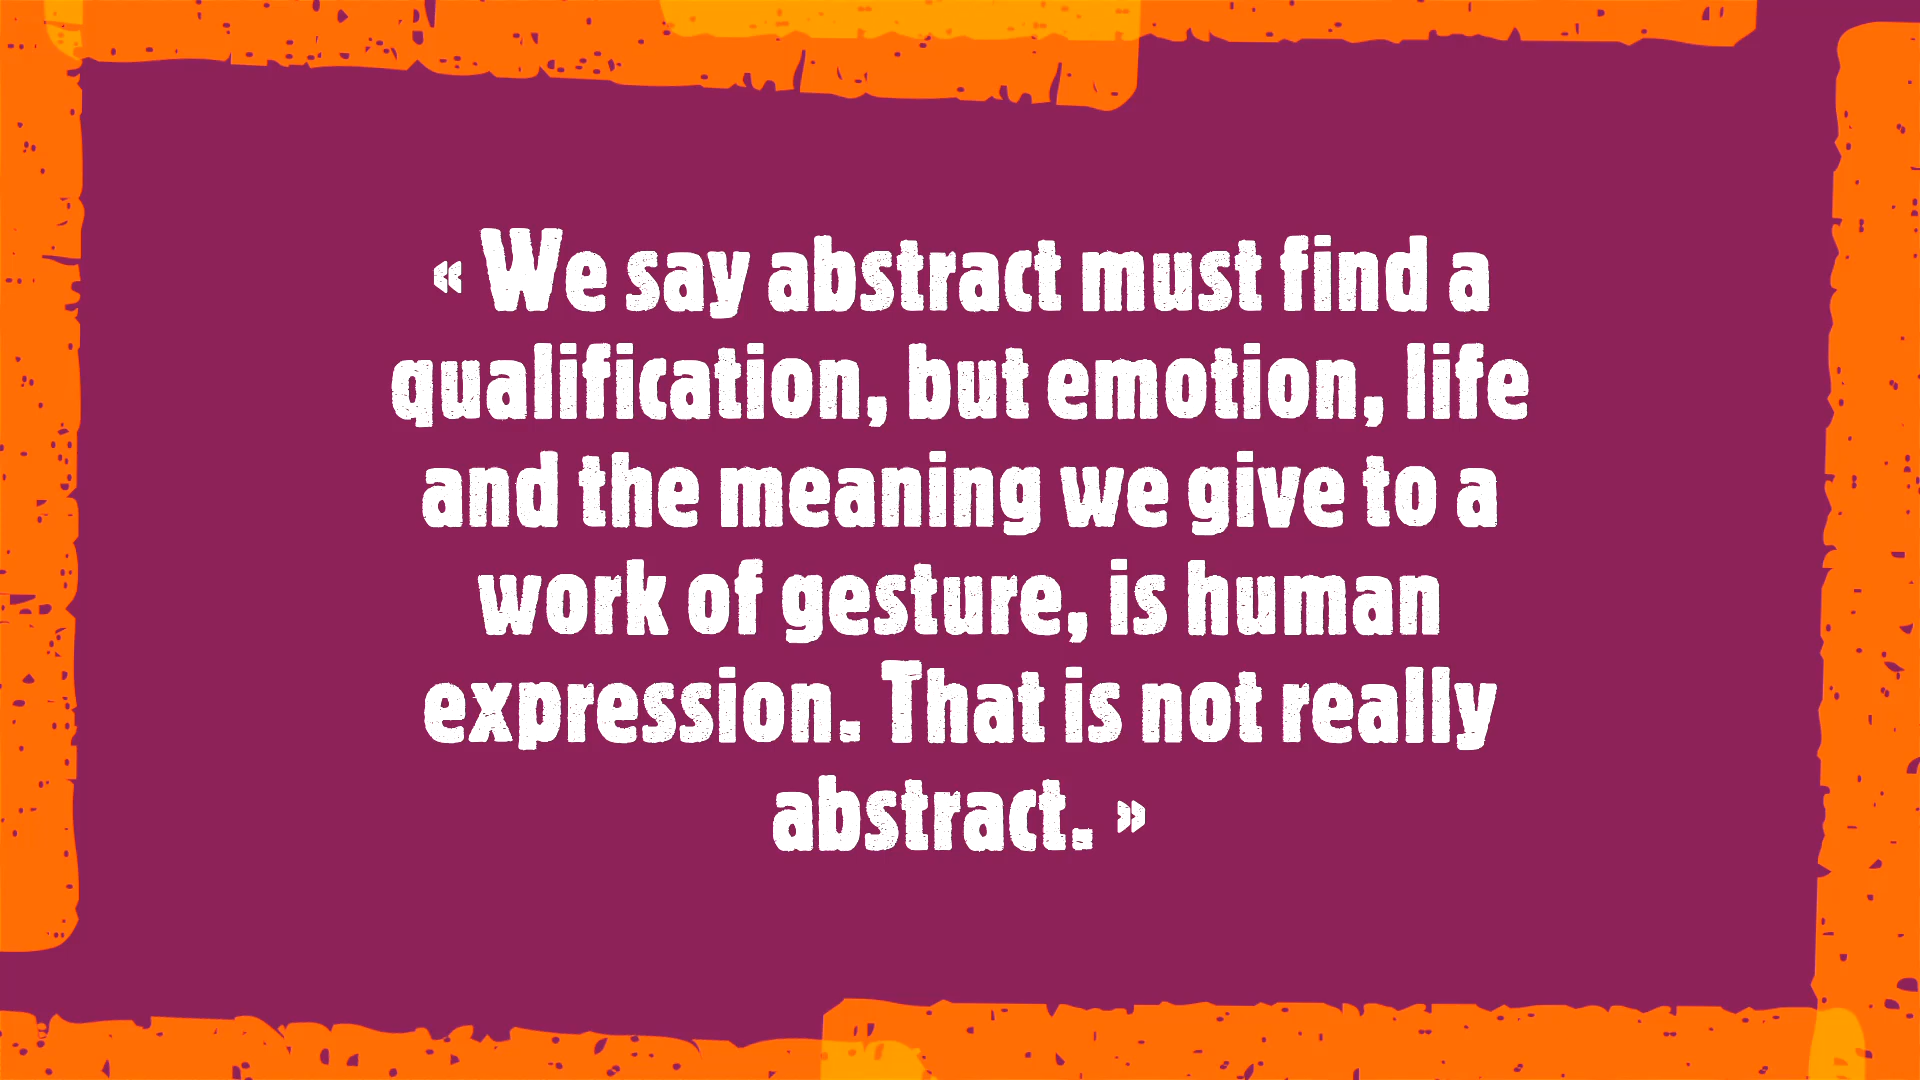 « We say abstract must find a
qualification, but emotion, life
and the meaning we give to a
work of gesture, is human
expression. That is not really
abstract. »